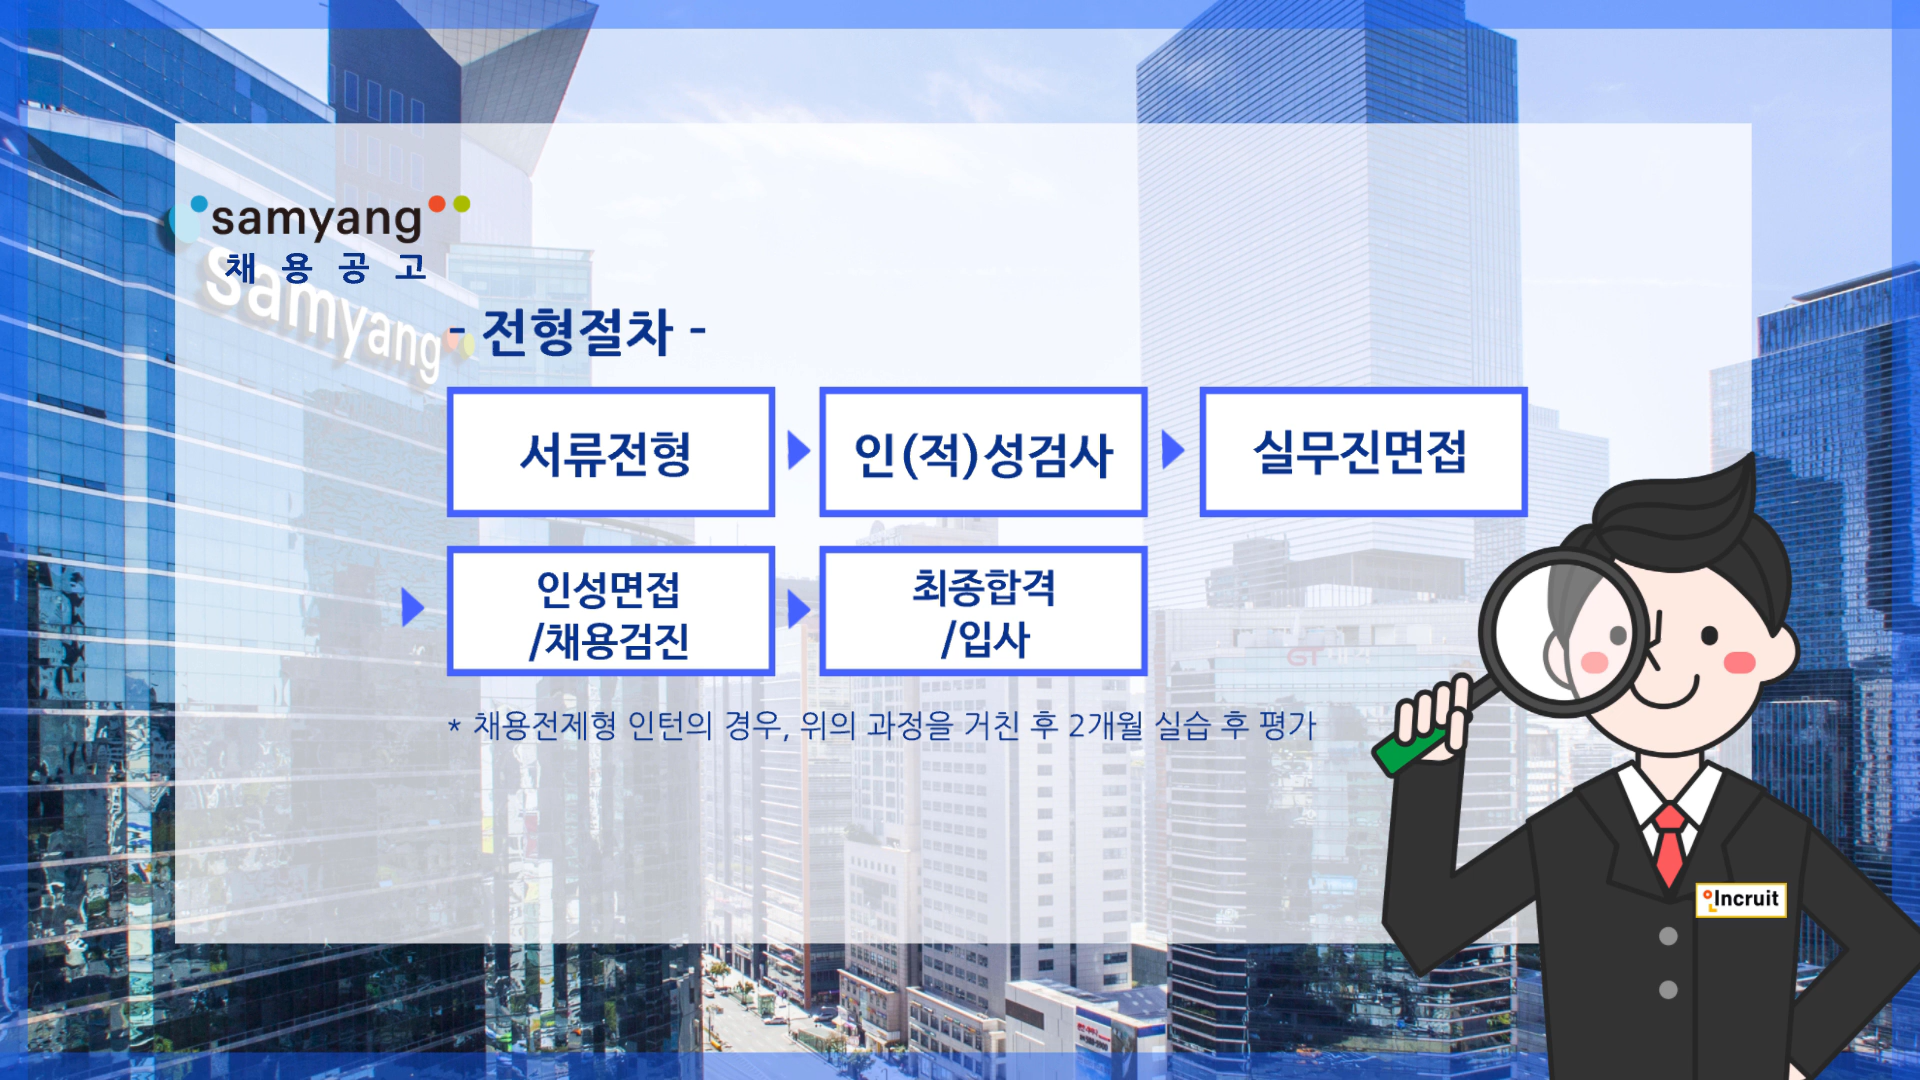 samyang
채용공고
samyang
- 전형절차 -
서류전형
인(적)성검사
실무진면접
인성면접
/채용검진
최종합격
/입사
* 채용전제형 인턴의 경우, 위의 과정을 거친 후 2개월 실습 후 평가
GT
Incruit